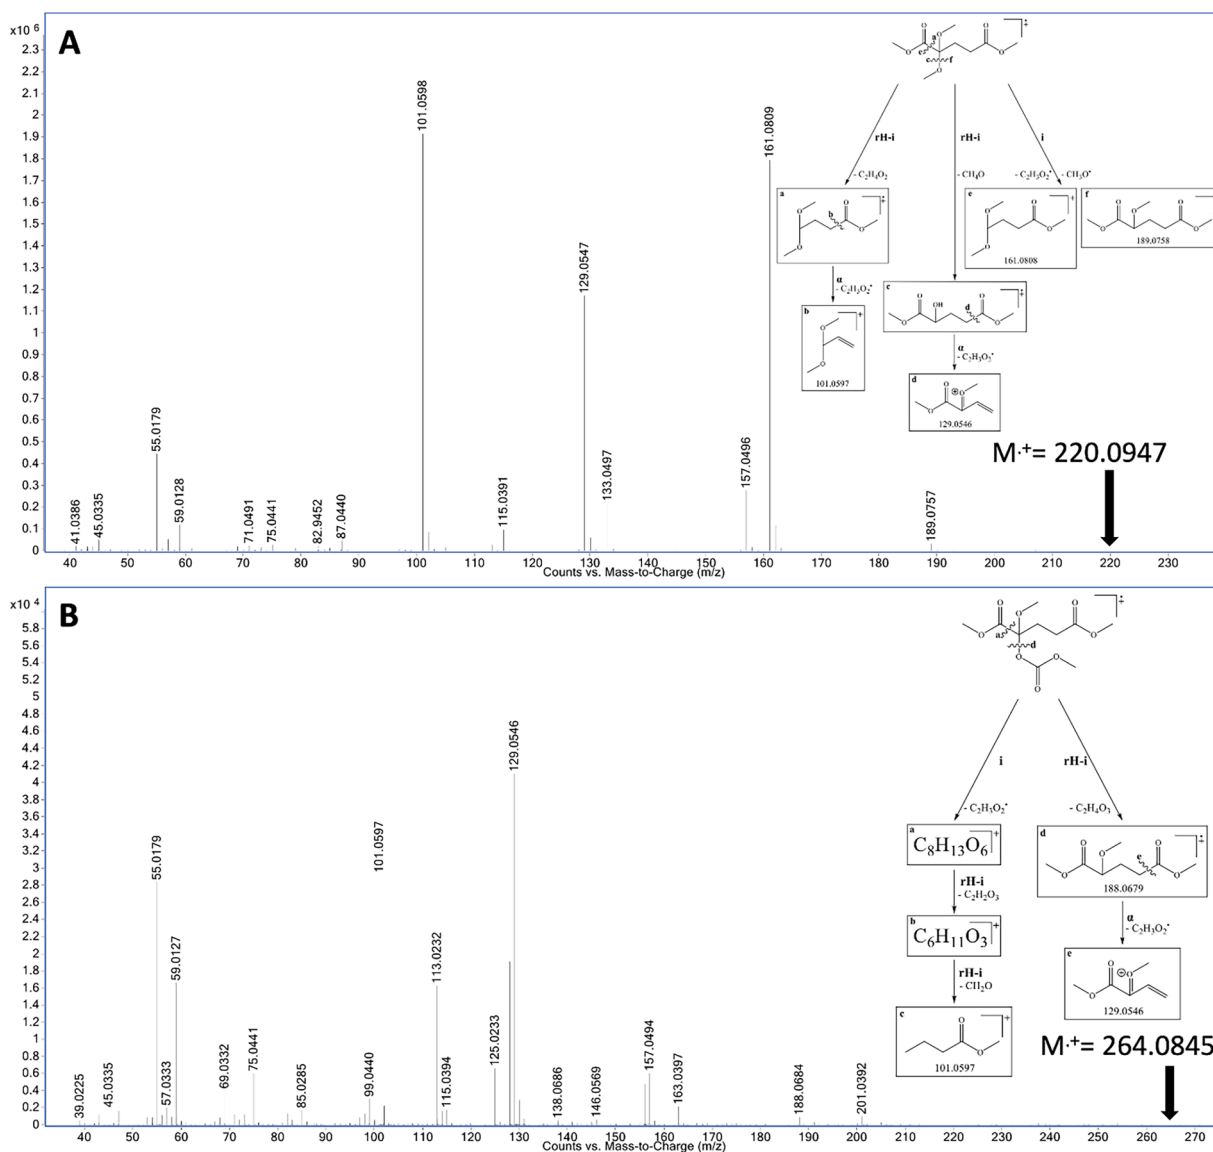 A
x10 6
2.3
2.2
2.1
2
1.9
1.8
1.7
1.6
1.5
1.4
1.3
1.2
1.1
1
0.9
0.8
0.7
0.6
0.5
0.4
0.3
0.2
0.1
0
41.0386
45.0335
55.0179
59.0128
71.0491
75.0441
82.9452
87.0440
101.0598
115.0391
129.0547
133.0497
157.0496
161.0809
189.0757
40 50 60 70 80 90 100 110 120 130 140 150 160 170 180 190 200 210 220 230
Counts vs. Mass-to-Charge (m/z)
M·+= 220.0947
a
e
c
f
rH-i
rH-i
i
- C2H4O2
- CH4O
- C2H3O2•
- CH3O•
a
b
α
- C2H3O2•
b
101.0597
c
OH
d
α
- C2H3O2•
d
129.0546
e
161.0808
f
189.0758
B
x10 4
5.8
5.6
5.4
5.2
5
4.8
4.6
4.4
4.2
4
3.8
3.6
3.4
3.2
3
2.8
2.6
2.4
2.2
2
1.8
1.6
1.4
1.2
1
0.8
0.6
0.4
0.2
0
39.0225
45.0335
55.0179
57.0333
59.0127
69.0332
75.0441
85.0285
99.0440
101.0597
113.0232
115.0394
125.0233
129.0546
138.0686
146.0569
157.0494
163.0397
188.0684
201.0392
40 50 60 70 80 90 100 110 120 130 140 150 160 170 180 190 200 210 220 230 240 250 260 270
Counts vs. Mass-to-Charge (m/z)
M·+= 264.0845
a
d
i
rH-i
- C2H3O2•
- C2H4O3
a
C8H13O6
+
rH-i
- C2H2O3
b
C6H11O3
+
rH-i
- CH2O
c
101.0597
d
e
188.0679
α
- C2H3O2•
e
129.0546